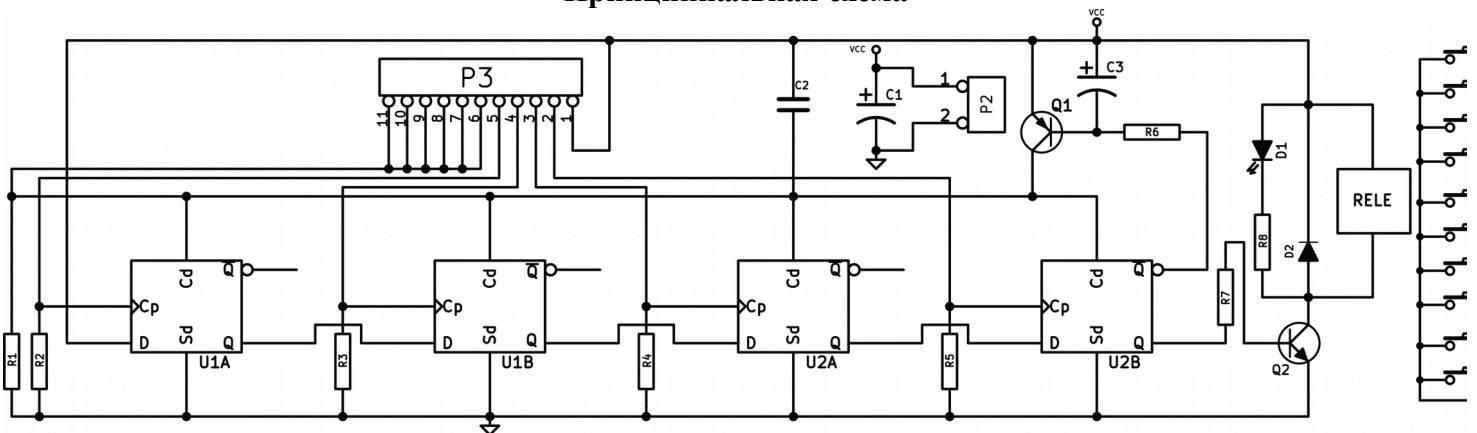 Принципиальная схема
VCC
VCC
P3
11 10 9 8 7 6 5 4 3 2 1
C2
C1
1
2
P2
C3
Q1
R6
D1
RELE
R8
D2
R7
Q2
Cd Q
Cp
D Sd Q
U1A
Cd Q
Cp
D Sd Q
U1B
Cd Q
Cp
D Sd Q
U2A
Cd Q
Cp
D Sd Q
U2B
R1
R2
R3
R4
R5